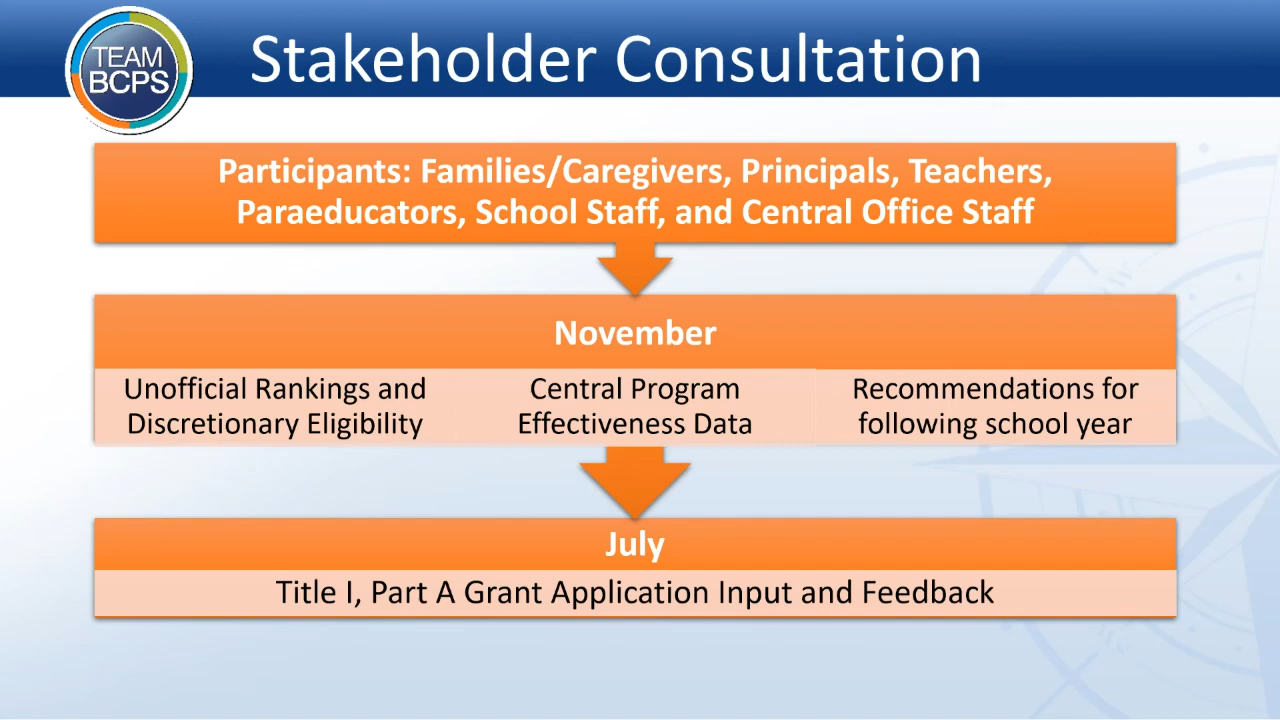 TEAM
BCPS
Stakeholder Consultation
Participants: Families/Caregivers, Principals, Teachers,
Paraeducators, School Staff, and Central Office Staff
November
Unofficial Rankings and
Discretionary Eligibility
Central Program
Effectiveness Data
Recommendations for
following school year
July
Title I, Part A Grant Application Input and Feedback